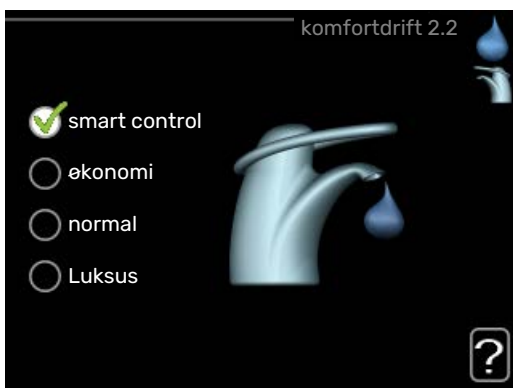 komfortdrift 2.2
smart control
økonomi
normal
Luksus
?